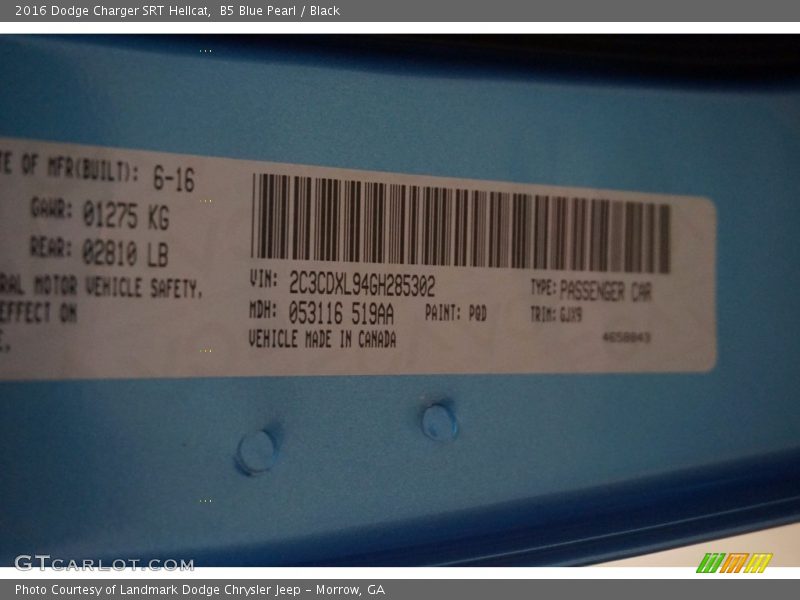 2016 Dodge Charger SRT Hellcat,  B5 Blue Pearl / Black
TE OF MFR(BUILT): 6-16
GAWR: 01275 KG
REAR: 02810 LB
RAL MOTOR VEHICLE SAFETY.
EFFECT ON
E.
VIN: 2C3CDXL94GH285302
TYPE: PASSENGER CAR
MDH: 053116 519AA
PAINT: PQD
TRIM: GJX9
VEHICLE MADE IN CANADA
4658843
GTcarlot.com
Photo Courtesy of Landmark Dodge Chrysler Jeep – Morrow, GA